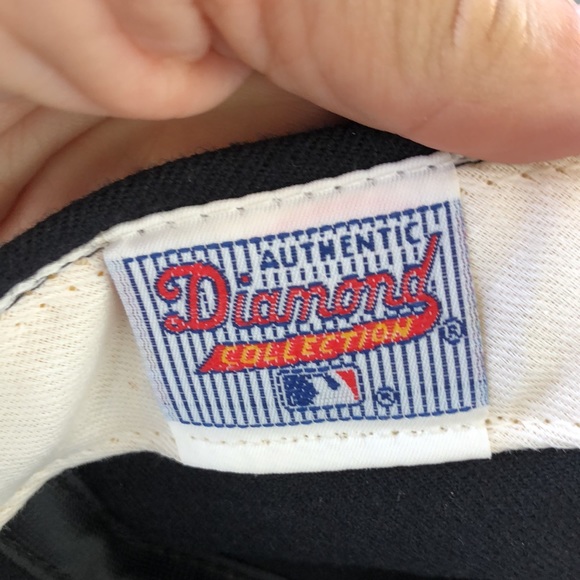 AUTHENTIC
Diamond
COLLECTION ®
®